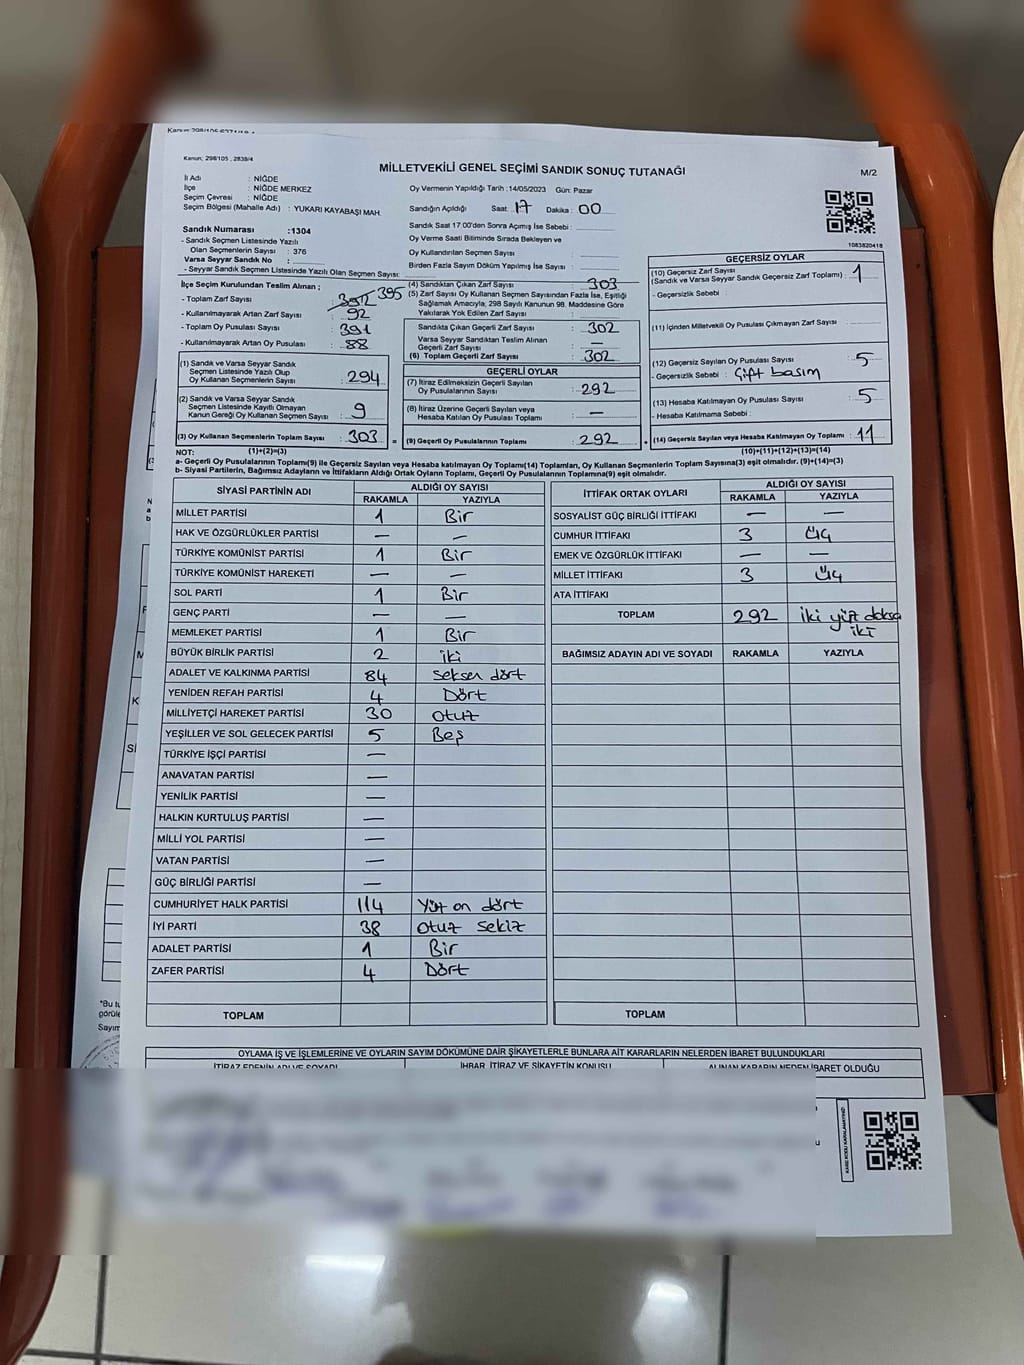 Kanun; 298/105 , 2839/4
MİLLETVEKİLİ GENEL SEÇİMİ SANDIK SONUÇ TUTANAĞI
M/2
İl Adı : NİĞDE
İlçe : NİĞDE MERKEZ
Seçim Çevresi : NİĞDE
Seçim Bölgesi (Mahalle Adı) : YUKARI KAYABAŞI MAH.
Oy Vermenin Yapıldığı Tarih : 14/05/2023 Gün: Pazar
Sandığın Açıldığı Saat: 17 Dakika : 00
1083820418
Sandık Numarası :1304
- Sandık Seçmen Listesinde Yazılı
Olan Seçmenlerin Sayısı : 376
Varsa Seyyar Sandık No :
- Seyyar Sandık Seçmen Listesinde Yazılı Olan Seçmen Sayısı:
İlçe Seçim Kurulundan Teslim Alınan ;
- Toplam Zarf Sayısı : 395
- Kullanılmayarak Artan Zarf Sayısı : 92
- Toplam Oy Pusulası Sayısı : 391
- Kullanılmayarak Artan Oy Pusulası : 88
(1) Sandık ve Varsa Seyyar Sandık
Seçmen Listesinde Yazılı Olup
Oy Kullanan Seçmenlerin Sayısı : 294
(2) Sandık ve Varsa Seyyar Sandık
Seçmen Listesinde Kayıtlı Olmayan
Kanun Gereği Oy Kullanan Seçmen Sayısı : 9
(3) Oy Kullanan Seçmenlerin Toplam Sayısı : 303
Sandık Saat 17.00'den Sonra Açılmış İse Sebebi :
Oy Verme Saati Bitiminde Sırada Bekleyen ve
Oy Kullandırılan Seçmen Sayısı :
Birden Fazla Sayım Döküm Yapılmış İse Sayısı :
(4) Sandıktan Çıkan Zarf Sayısı : 303
(5) Zarf Sayısı Oy Kullanan Seçmen Sayısından Fazla İse, Eşitliği
Sağlamak Amacıyla, 298 Sayılı Kanunun 98. Maddesine Göre
Yakılarak Yok Edilen Zarf Sayısı :
Sandıkta Çıkan Geçerli Zarf Sayısı : 302
Varsa Seyyar Sandıktan Teslim Alınan
Geçerli Zarf Sayısı : —
(6) Toplam Geçerli Zarf Sayısı : 302
GEÇERLİ OYLAR
(7) İtiraz Edilmeksizin Geçerli Sayılan
Oy Pusulalarının Sayısı : 292
(8) İtiraz Üzerine Geçerli Sayılan veya
Hesaba Katılan Oy Pusulası Toplamı : —
= (9) Geçerli Oy Pusulalarının Toplamı : 292
GEÇERSİZ OYLAR
(10) Geçersiz Zarf Sayısı
(Sandık ve Varsa Seyyar Sandık Geçersiz Zarf Toplamı) : 1
- Geçersizlik Sebebi :
(11) İçinden Milletvekili Oy Pusulası Çıkmayan Zarf Sayısı :
(12) Geçersiz Sayılan Oy Pusulası Sayısı : 5
- Geçersizlik Sebebi : Çift basım
(13) Hesaba Katılmayan Oy Pusulası Sayısı : 5
- Hesaba Katılmama Sebebi :
+ (14) Geçersiz Sayılan veya Hesaba Katılmayan Oy Toplamı : 11
NOT: (1)+(2)=(3) (10)+(11)+(12)+(13)=(14)
a- Geçerli Oy Pusulalarının Toplamı(9) ile Geçersiz Sayılan veya Hesaba katılmayan Oy Toplamı(14) Toplamları, Oy Kullanan Seçmenlerin Toplam Sayısına(3) eşit olmalıdır. (9)+(14)=(3)
b- Siyasi Partilerin, Bağımsız Adayların ve İttifakların Aldığı Ortak Oyların Toplamı, Geçerli Oy Pusulalarının Toplamına(9) eşit olmalıdır.
SİYASİ PARTİNİN ADI ALDIĞI OY SAYISI
RAKAMLA YAZIYLA
MİLLET PARTİSİ 1 Bir
HAK VE ÖZGÜRLÜKLER PARTİSİ — —
TÜRKİYE KOMÜNİST PARTİSİ 1 Bir
TÜRKİYE KOMÜNİST HAREKETİ — —
SOL PARTİ 1 Bir
GENÇ PARTİ — —
MEMLEKET PARTİSİ 1 Bir
BÜYÜK BİRLİK PARTİSİ 2 iki
ADALET VE KALKINMA PARTİSİ 84 seksen dört
YENİDEN REFAH PARTİSİ 4 Dört
MİLLİYETÇİ HAREKET PARTİSİ 30 otuz
YEŞİLLER VE SOL GELECEK PARTİSİ 5 Beş
TÜRKİYE İŞÇİ PARTİSİ —
ANAVATAN PARTİSİ —
YENİLİK PARTİSİ —
HALKIN KURTULUŞ PARTİSİ —
MİLLİ YOL PARTİSİ —
VATAN PARTİSİ —
GÜÇ BİRLİĞİ PARTİSİ —
CUMHURİYET HALK PARTİSİ 114 Yüz on dört
İYİ PARTİ 38 otuz sekiz
ADALET PARTİSİ 1 Bir
ZAFER PARTİSİ 4 Dört
TOPLAM
İTTİFAK ORTAK OYLARI ALDIĞI OY SAYISI
RAKAMLA YAZIYLA
SOSYALİST GÜÇ BİRLİĞİ İTTİFAKI — —
CUMHUR İTTİFAKI 3 Üç
EMEK VE ÖZGÜRLÜK İTTİFAKI — —
MİLLET İTTİFAKI 3 Üç
ATA İTTİFAKI
TOPLAM 292 iki yüz doksa
iki
BAĞIMSIZ ADAYIN ADI VE SOYADI RAKAMLA YAZIYLA
TOPLAM
OYLAMA İŞ VE İŞLEMLERİNE VE OYLARIN SAYIM DÖKÜMÜNE DAİR ŞİKAYETLERLE BUNLARA AİT KARARLARIN NELERDEN İBARET BULUNDUKLARI
İTİRAZ EDENİN ADI VE SOYADI İHBAR, İTİRAZ VE ŞİKAYETİN KONUSU ALINAN KARARIN NEDEN İBARET OLDUĞU
KARE KODU KARALAMAYINIZ!